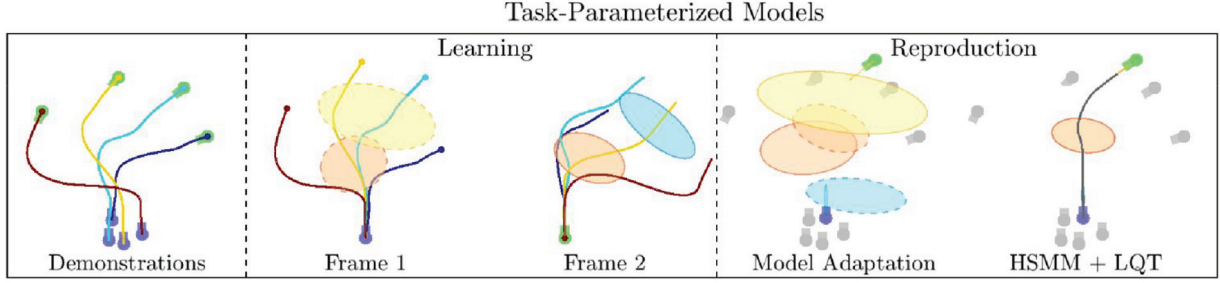 Task-Parameterized Models
Learning
Reproduction
Demonstrations
Frame 1
Frame 2
Model Adaptation
HSMM + LQT